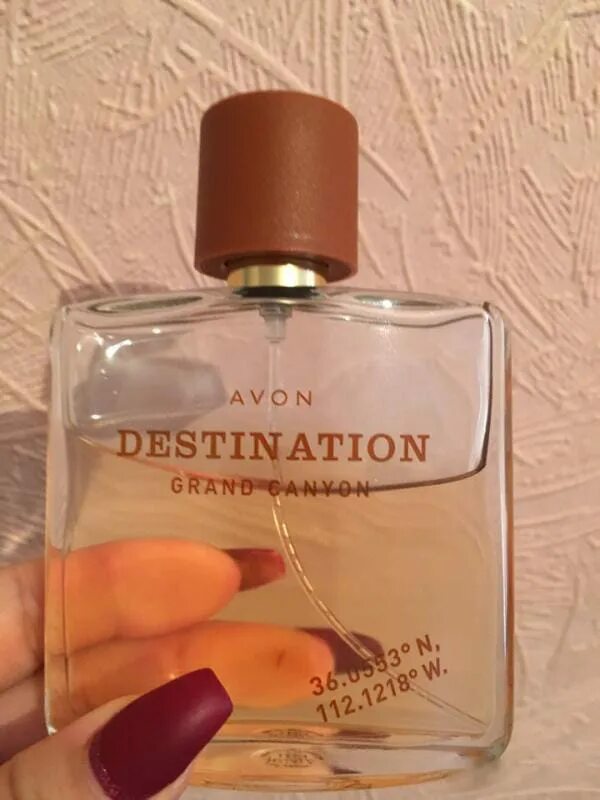 AVON
DESTINATION
GRAND CANYON
36.0553° N,
112.1218° W.